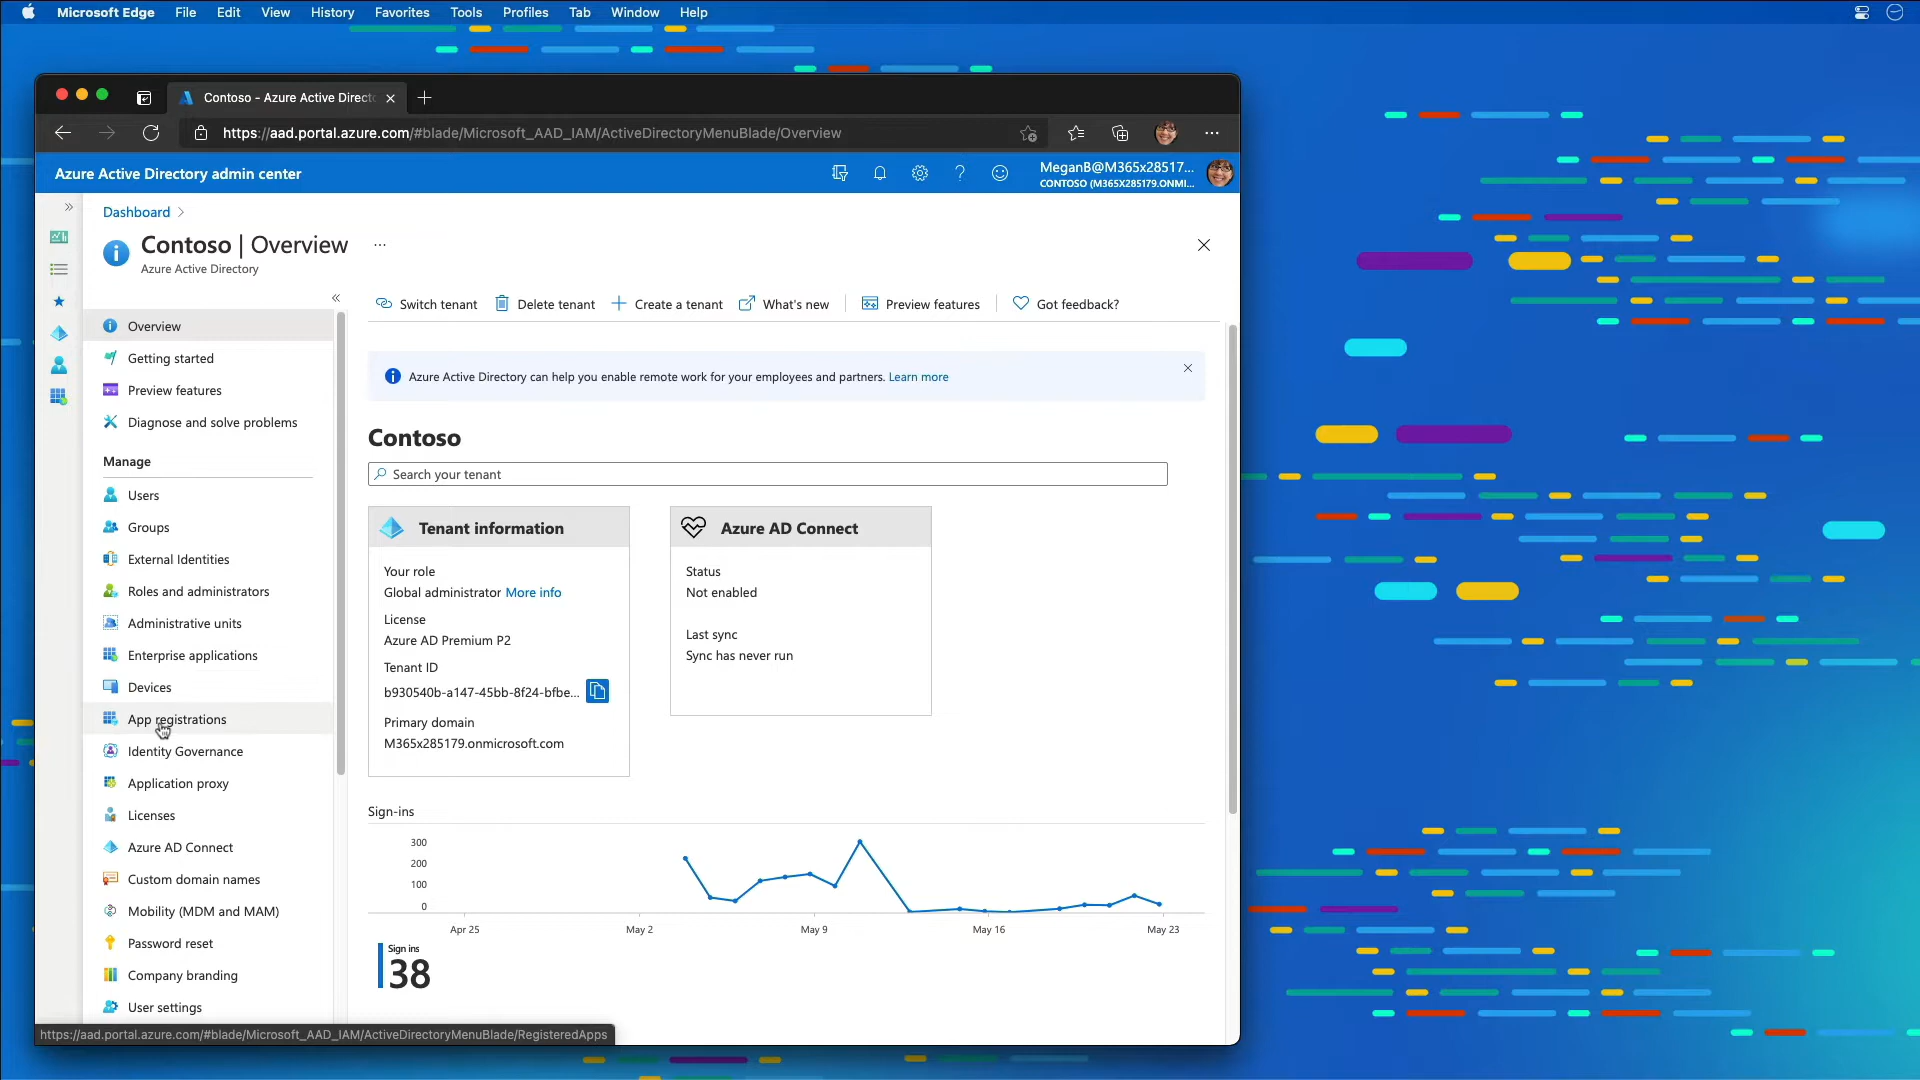 Microsoft Edge File Edit View History Favorites Tools Profiles Tab Window Help
Contoso - Azure Active Directo
https://aad.portal.azure.com/#blade/Microsoft_AAD_IAM/ActiveDirectoryMenuBlade/Overview
Azure Active Directory admin center
MeganB@M365x28517...
CONTOSO (M365X285179.ONMI...
Dashboard
Contoso | Overview
Azure Active Directory
Overview
Getting started
Preview features
Diagnose and solve problems
Manage
Users
Groups
External Identities
Roles and administrators
Administrative units
Enterprise applications
Devices
App registrations
Identity Governance
Application proxy
Licenses
Azure AD Connect
Custom domain names
Mobility (MDM and MAM)
Password reset
Company branding
User settings
Switch tenant Delete tenant Create a tenant What's new Preview features Got feedback?
Azure Active Directory can help you enable remote work for your employees and partners. Learn more
Contoso
Search your tenant
Tenant information
Your role
Global administrator More info
License
Azure AD Premium P2
Tenant ID
b930540b-a147-45bb-8f24-bfbe...
Primary domain
M365x285179.onmicrosoft.com
Azure AD Connect
Status
Not enabled
Last sync
Sync has never run
Sign-ins
300
200
100
0
Apr 25 May 2 May 9 May 16 May 23
Sign ins
38
https://aad.portal.azure.com/#blade/Microsoft_AAD_IAM/ActiveDirectoryMenuBlade/RegisteredApps